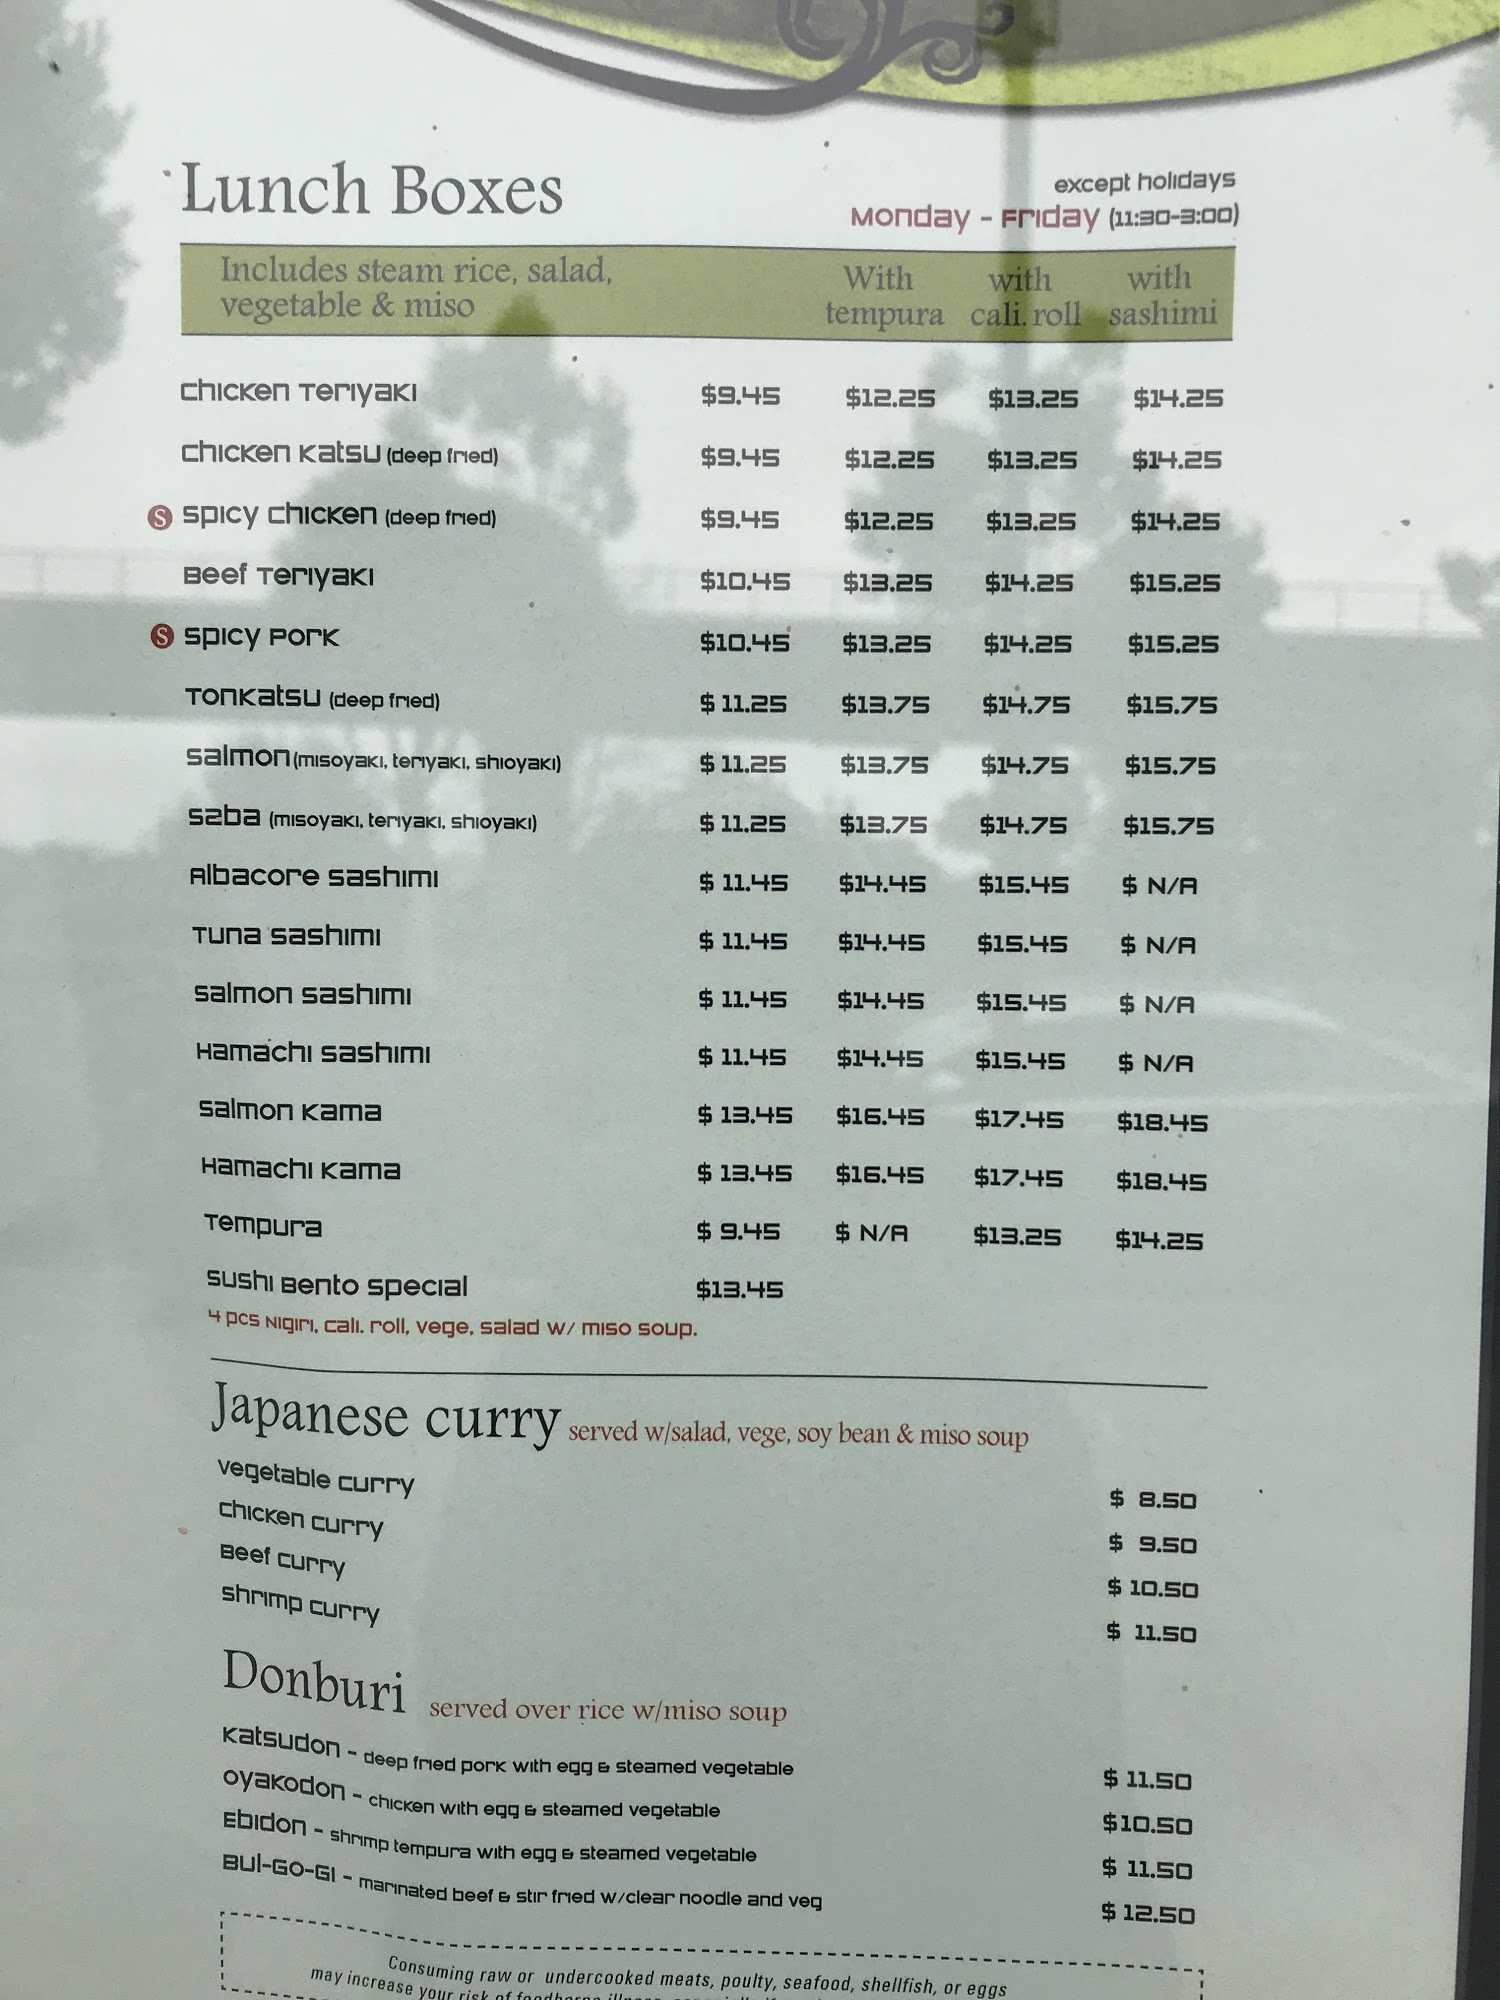 Lunch Boxes
except holidays
Monday - Friday (11:30-3:00)
Includes steam rice, salad,
vegetable & miso
With tempura
with cali. roll
with sashimi
Chicken Teriyaki $9.45 $12.25 $13.25 $14.25
Chicken Katsu (deep fried) $9.45 $12.25 $13.25 $14.25
S Spicy Chicken (deep fried) $9.45 $12.25 $13.25 $14.25
Beef Teriyaki $10.45 $13.25 $14.25 $15.25
S Spicy Pork $10.45 $13.25 $14.25 $15.25
Tonkatsu (deep fried) $ 11.25 $13.75 $14.75 $15.75
Salmon (misoyaki, teriyaki, shioyaki) $ 11.25 $13.75 $14.75 $15.75
Saba (misoyaki, teriyaki, shioyaki) $ 11.25 $13.75 $14.75 $15.75
Albacore Sashimi $ 11.45 $14.45 $15.45 $ N/A
Tuna Sashimi $ 11.45 $14.45 $15.45 $ N/A
Salmon Sashimi $ 11.45 $14.45 $15.45 $ N/A
Hamachi Sashimi $ 11.45 $14.45 $15.45 $ N/A
Salmon Kama $ 13.45 $16.45 $17.45 $18.45
Hamachi Kama $ 13.45 $16.45 $17.45 $18.45
Tempura $ 9.45 $ N/A $13.25 $14.25
Sushi Bento Special $13.45
4 pcs Nigiri, cali. roll, vege, salad w/ miso soup.
Japanese curry served w/salad, vege, soy bean & miso soup
Vegetable Curry $ 8.50
Chicken Curry $ 9.50
Beef Curry $ 10.50
Shrimp Curry $ 11.50
Donburi served over rice w/miso soup
Katsudon - deep fried pork with egg & steamed vegetable $ 11.50
Oyakodon - chicken with egg & steamed vegetable $10.50
Ebidon - shrimp tempura with egg & steamed vegetable $ 11.50
Bul-Go-Gi - marinated beef & stir fried w/clear noodle and veg $ 12.50
Consuming raw or undercooked meats, poulty, seafood, shellfish, or eggs
may increase your risk of foodborne illness,